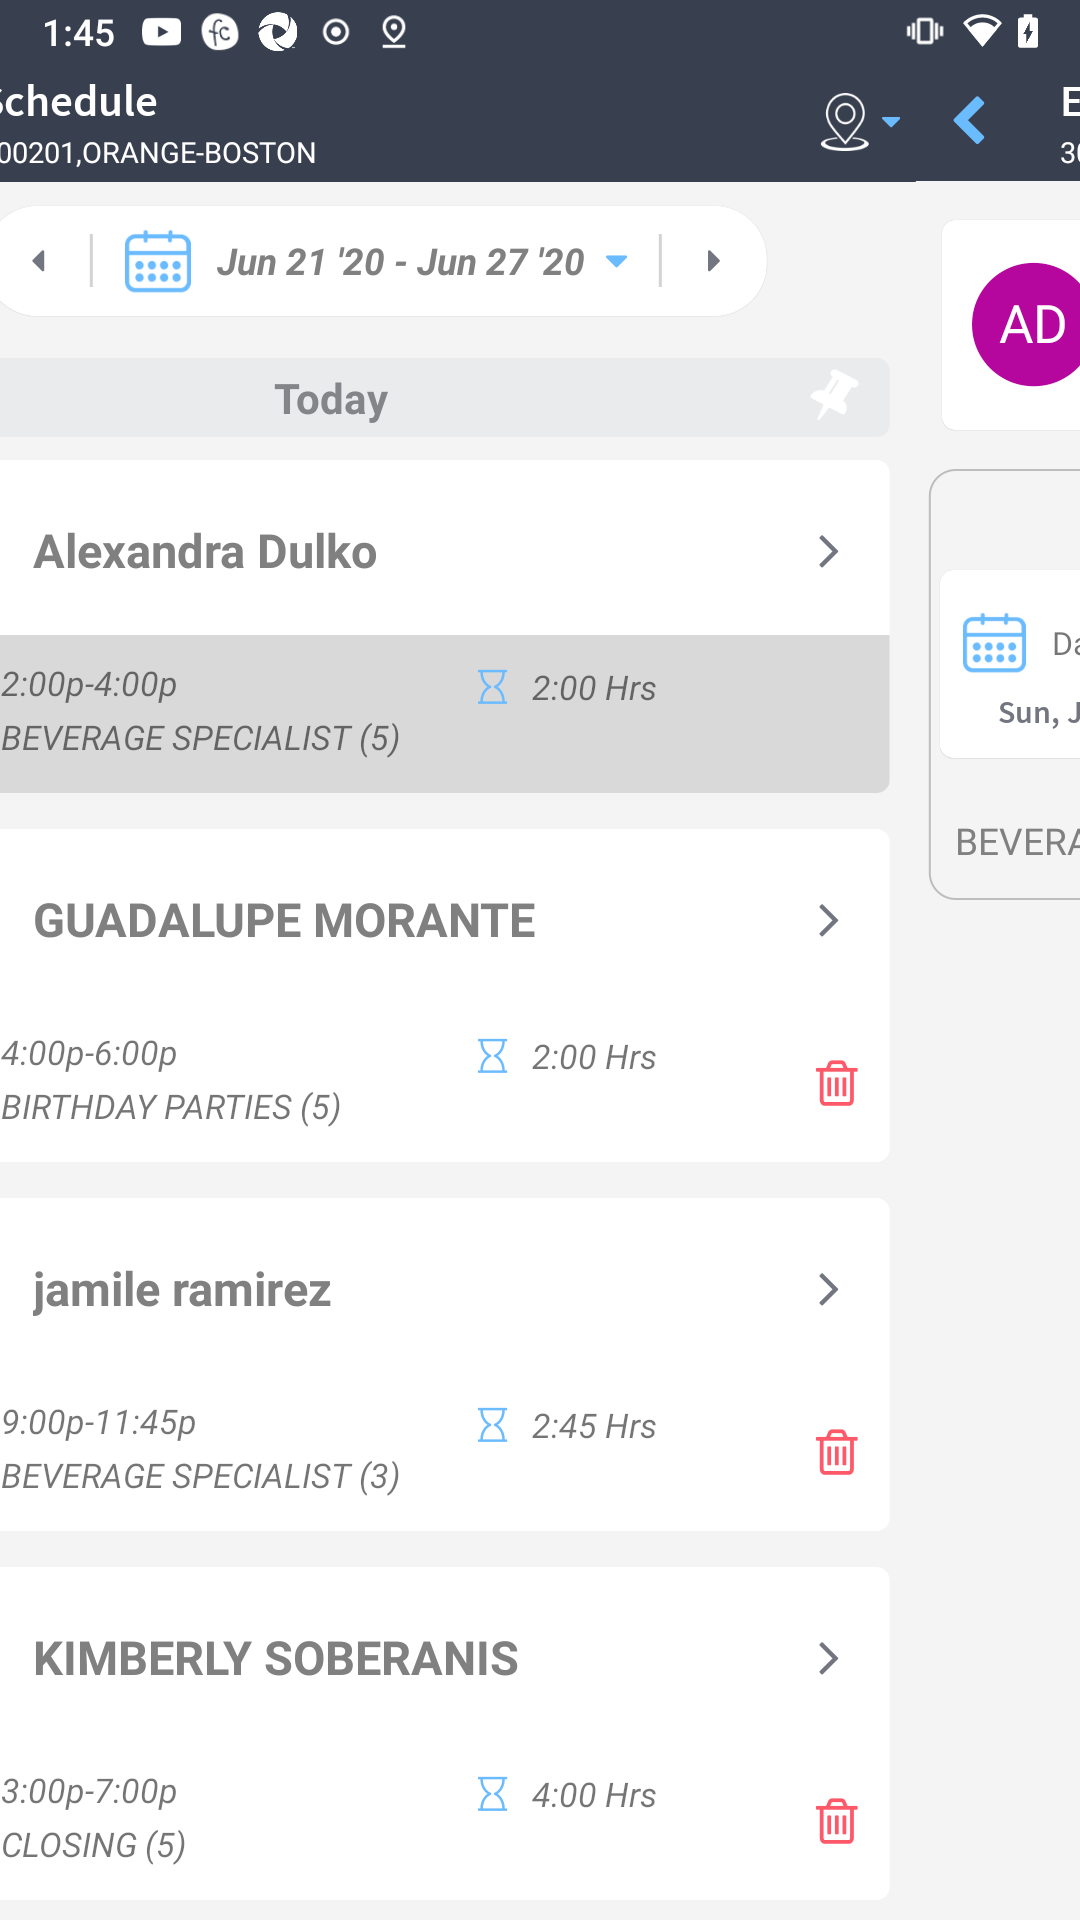 1:45
Schedule
00201,ORANGE-BOSTON
Jun 21 '20 - Jun 27 '20
Today
Alexandra Dulko
2:00p-4:00p
2:00 Hrs
BEVERAGE SPECIALIST (5)
GUADALUPE MORANTE
4:00p-6:00p
2:00 Hrs
BIRTHDAY PARTIES (5)
jamile ramirez
9:00p-11:45p
2:45 Hrs
BEVERAGE SPECIALIST (3)
KIMBERLY SOBERANIS
3:00p-7:00p
4:00 Hrs
CLOSING (5)
AD
Sun,